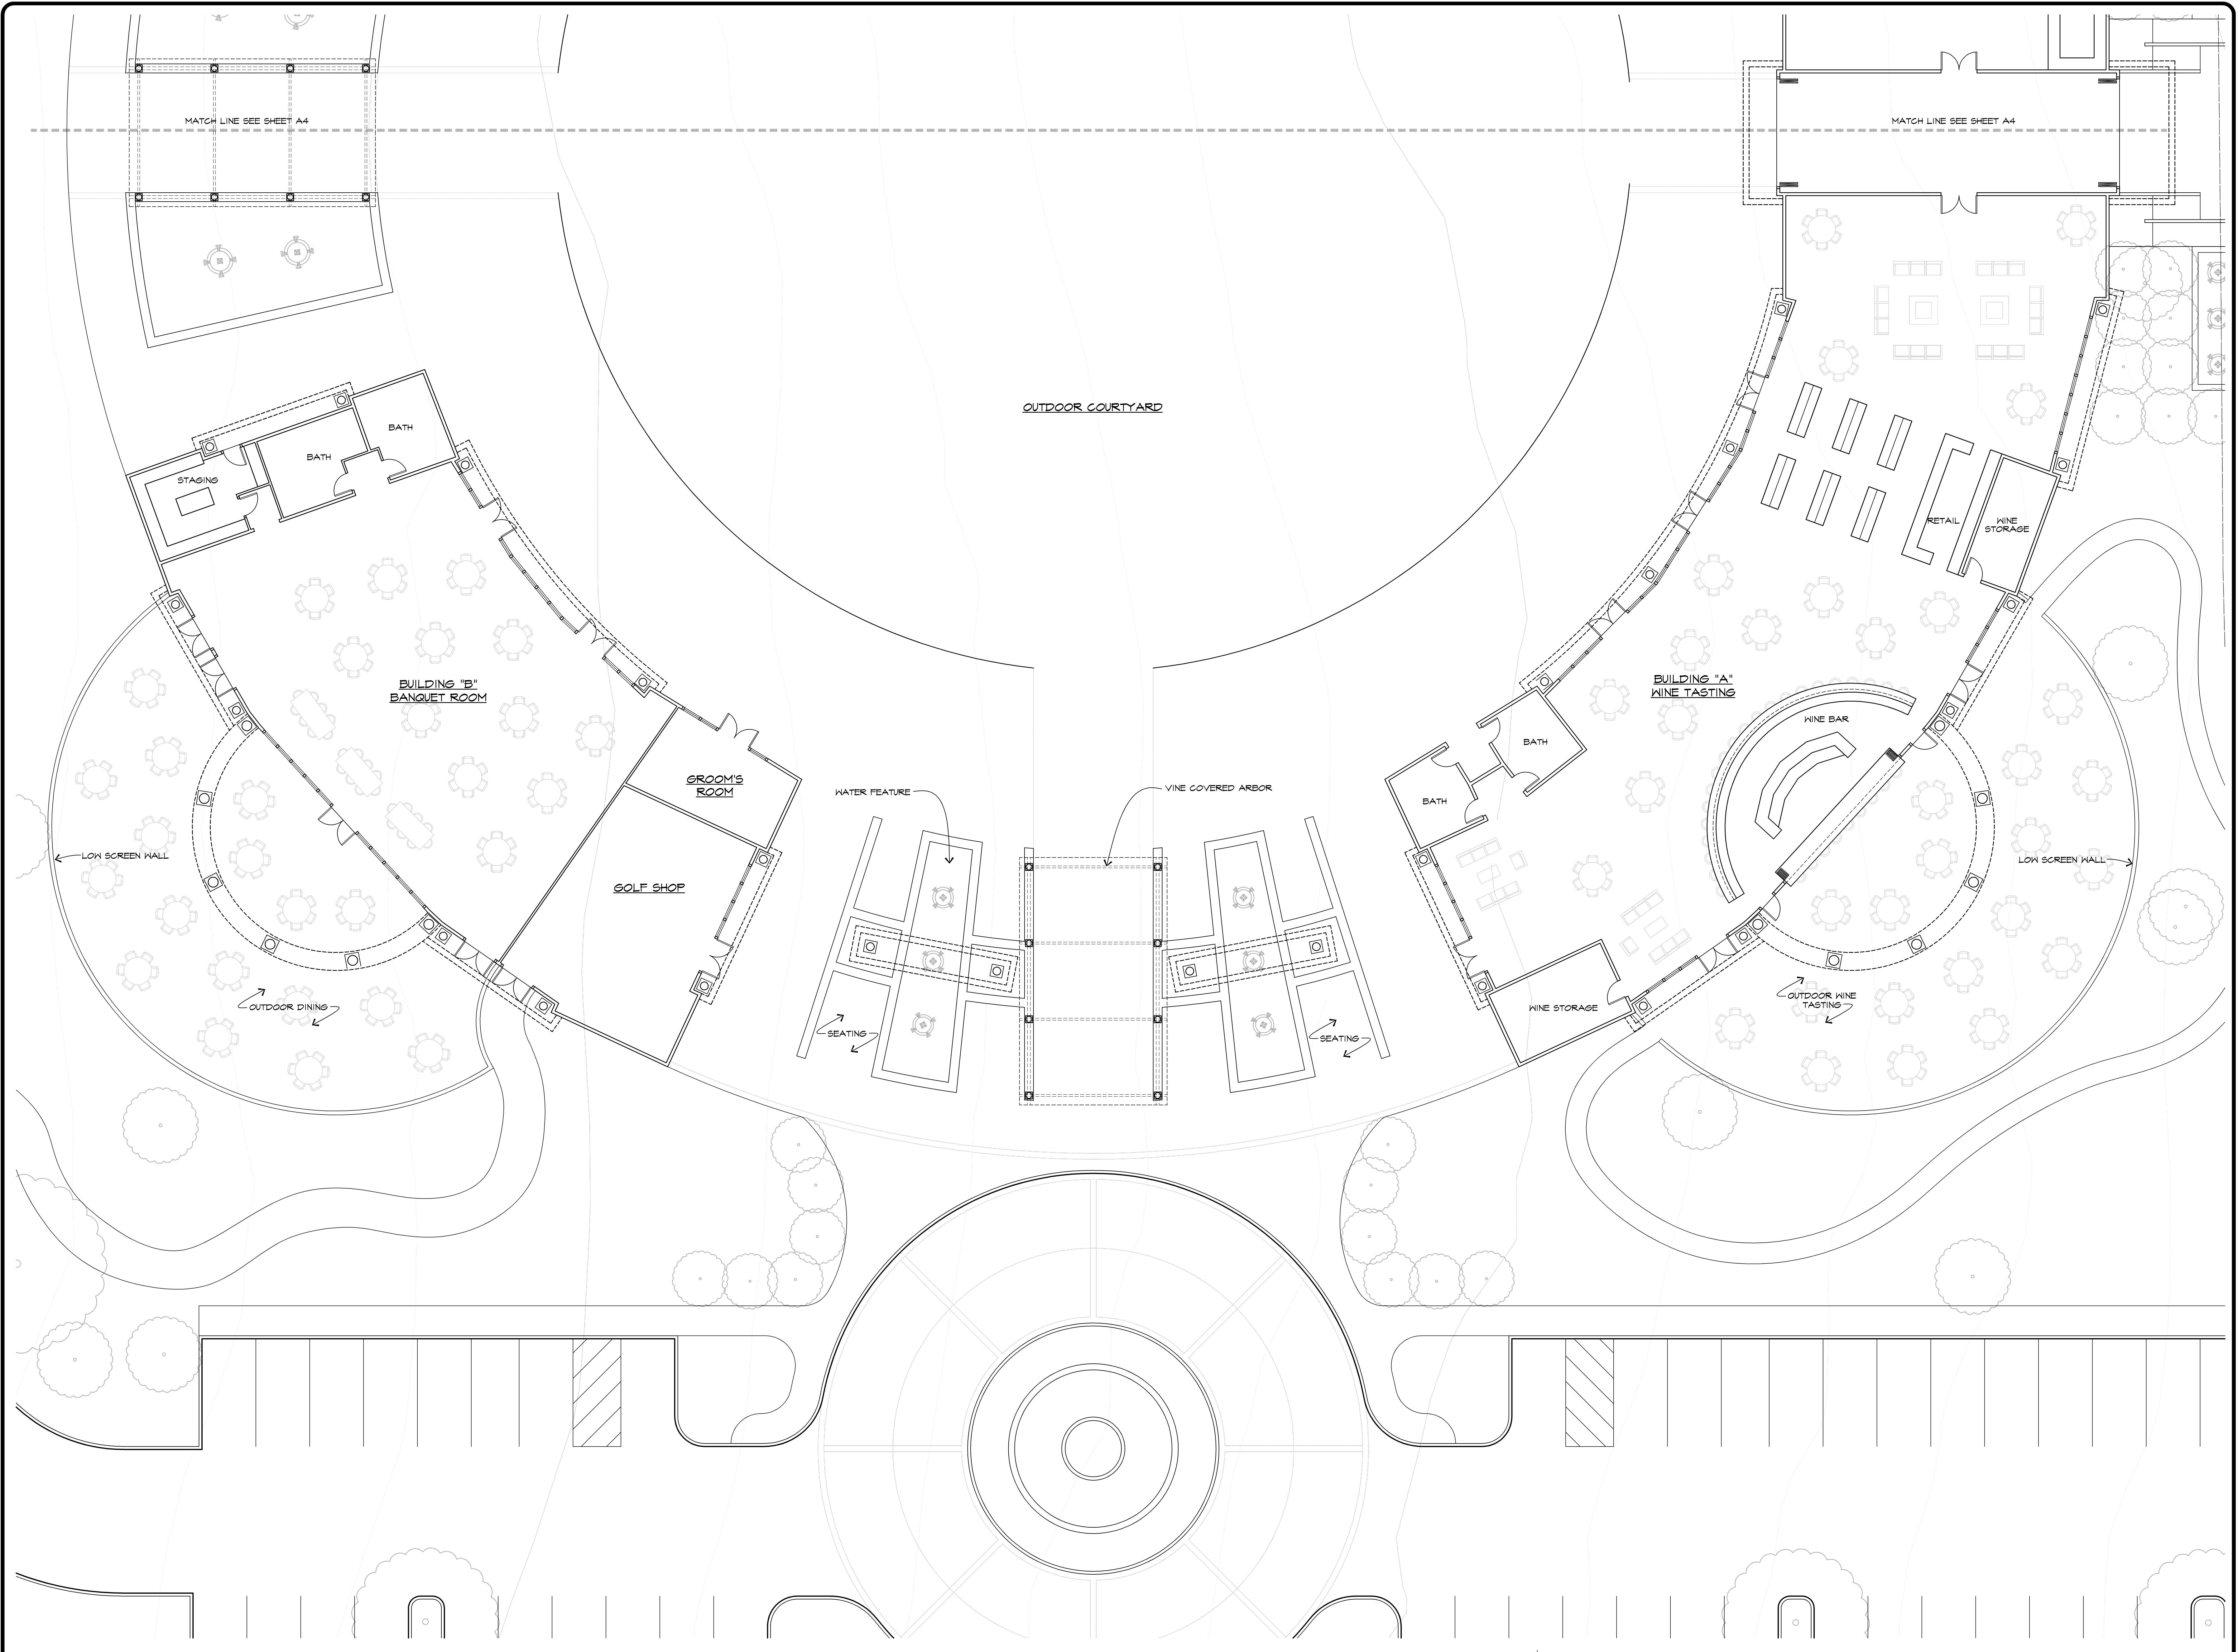 MATCH LINE SEE SHEET A4
MATCH LINE SEE SHEET A4
OUTDOOR COURTYARD
BATH
BATH
STAGING
RETAIL
WINE
STORAGE
BUILDING "B"
BANQUET ROOM
BUILDING "A"
WINE TASTING
WINE BAR
BATH
GROOM'S
ROOM
WATER FEATURE
VINE COVERED ARBOR
BATH
LOW SCREEN WALL
LOW SCREEN WALL
GOLF SHOP
OUTDOOR DINING
OUTDOOR WINE
TASTING
WINE STORAGE
SEATING
SEATING